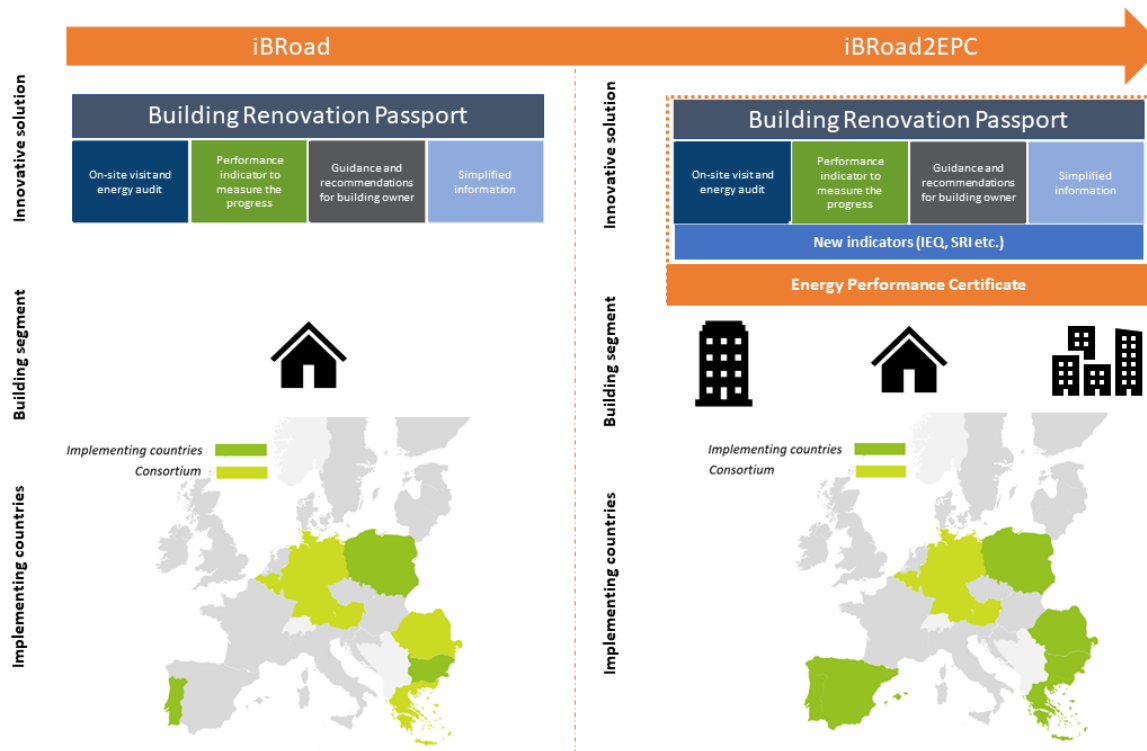 iBRoad
iBRoad2EPC
Innovative solution
Building Renovation Passport
On-site visit and
energy audit
Performance
indicator to
measure the
progress
Guidance and
recommendations
for building owner
Simplified
information
Building segment
Implementing countries
Consortium
Implementing countries
Innovative solution
Building Renovation Passport
On-site visit and
energy audit
Performance
indicator to
measure the
progress
Guidance and
recommendations
for building owner
Simplified
information
New indicators (IEQ, SRI etc.)
Energy Performance Certificate
Building segment
Implementing countries
Consortium
Implementing countries